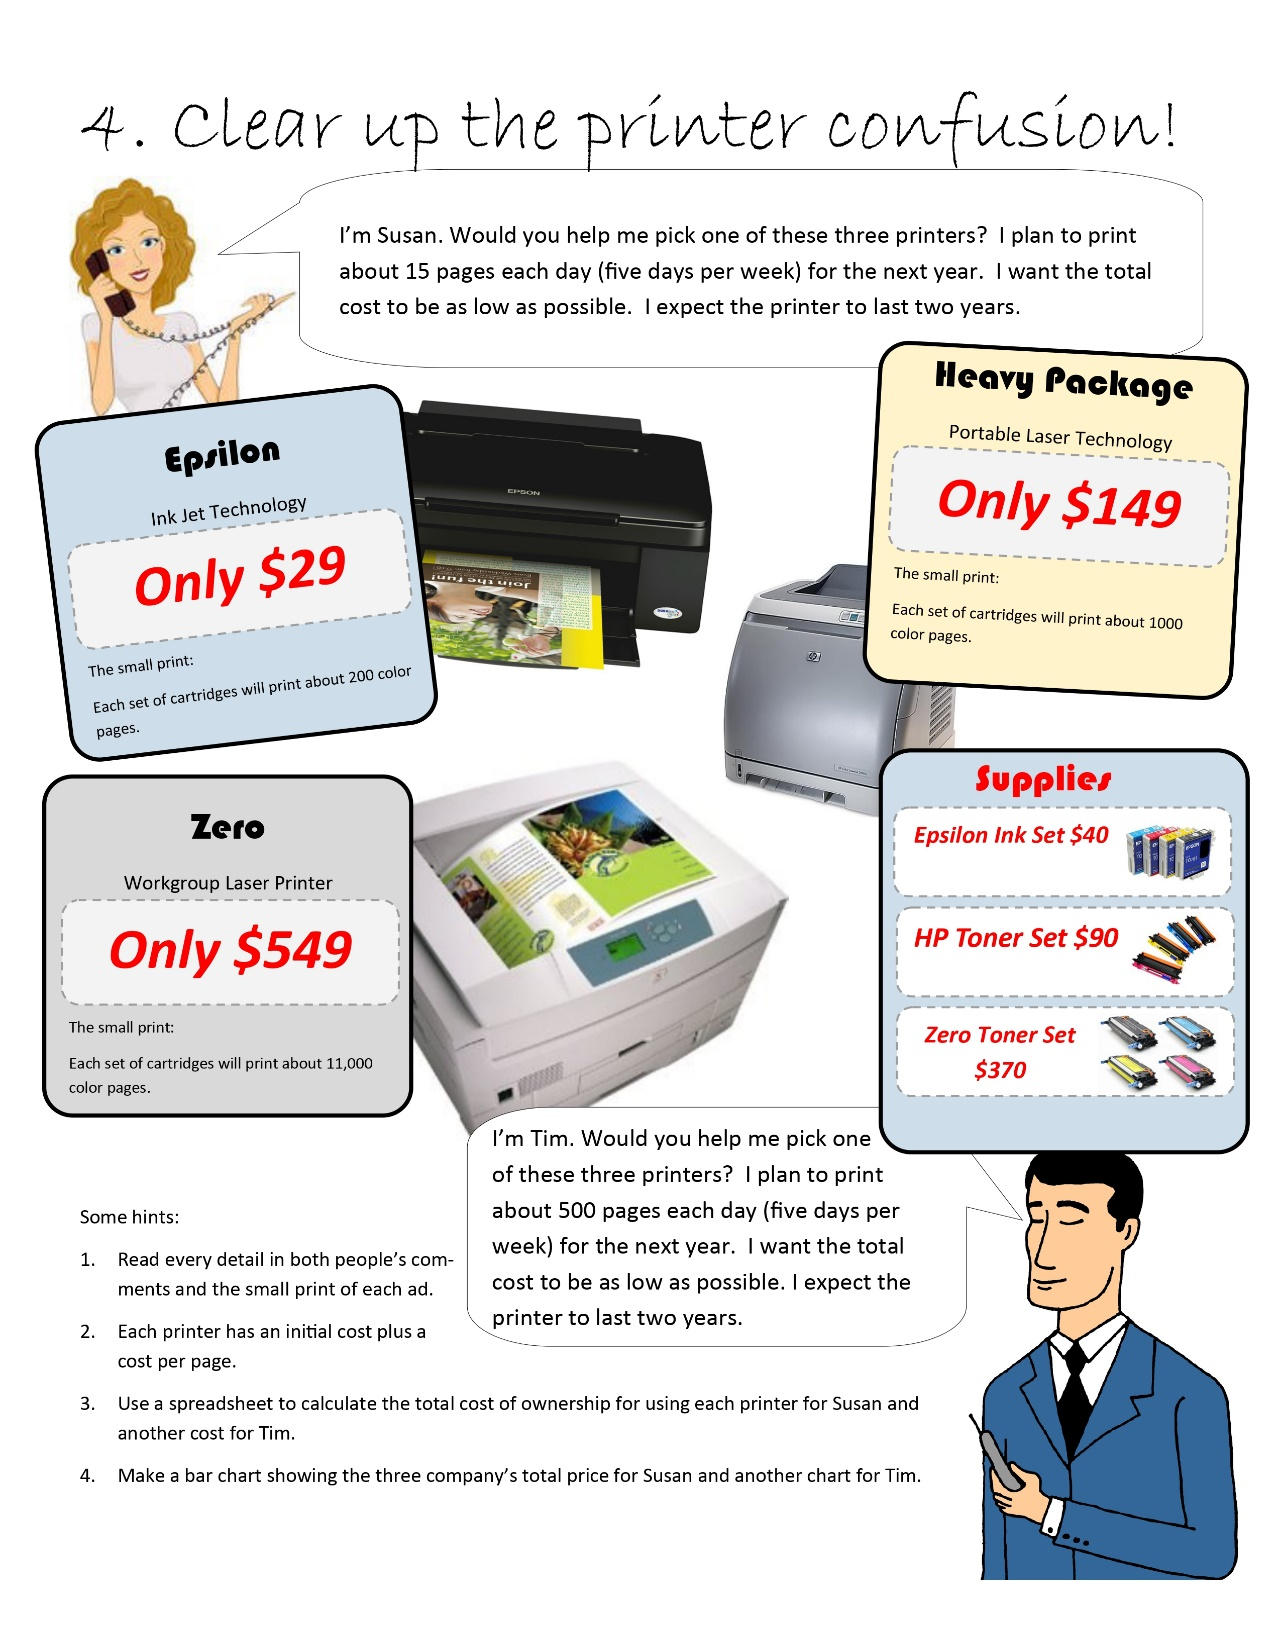 4. Clear up the printer confusion!
I’m Susan. Would you help me pick one of these three printers?  I plan to print
about 15 pages each day (five days per week) for the next year.  I want the total
cost to be as low as possible.  I expect the printer to last two years.
Epsilon
Ink Jet Technology
Only $29
The small print:
Each set of cartridges will print about 200 color
pages.
EPSON
Join the fun!
Heavy Package
Portable Laser Technology
Only $149
The small print:
Each set of cartridges will print about 1000
color pages.
hp
Zero
Workgroup Laser Printer
Only $549
The small print:
Each set of cartridges will print about 11,000
color pages.
Supplies
Epsilon Ink Set $40
HP Toner Set $90
Zero Toner Set
$370
I’m Tim. Would you help me pick one
of these three printers?  I plan to print
about 500 pages each day (five days per
week) for the next year.  I want the total
cost to be as low as possible. I expect the
printer to last two years.
Some hints:
1. Read every detail in both people’s com-
ments and the small print of each ad.
2. Each printer has an initial cost plus a
cost per page.
3. Use a spreadsheet to calculate the total cost of ownership for using each printer for Susan and
another cost for Tim.
4. Make a bar chart showing the three company’s total price for Susan and another chart for Tim.